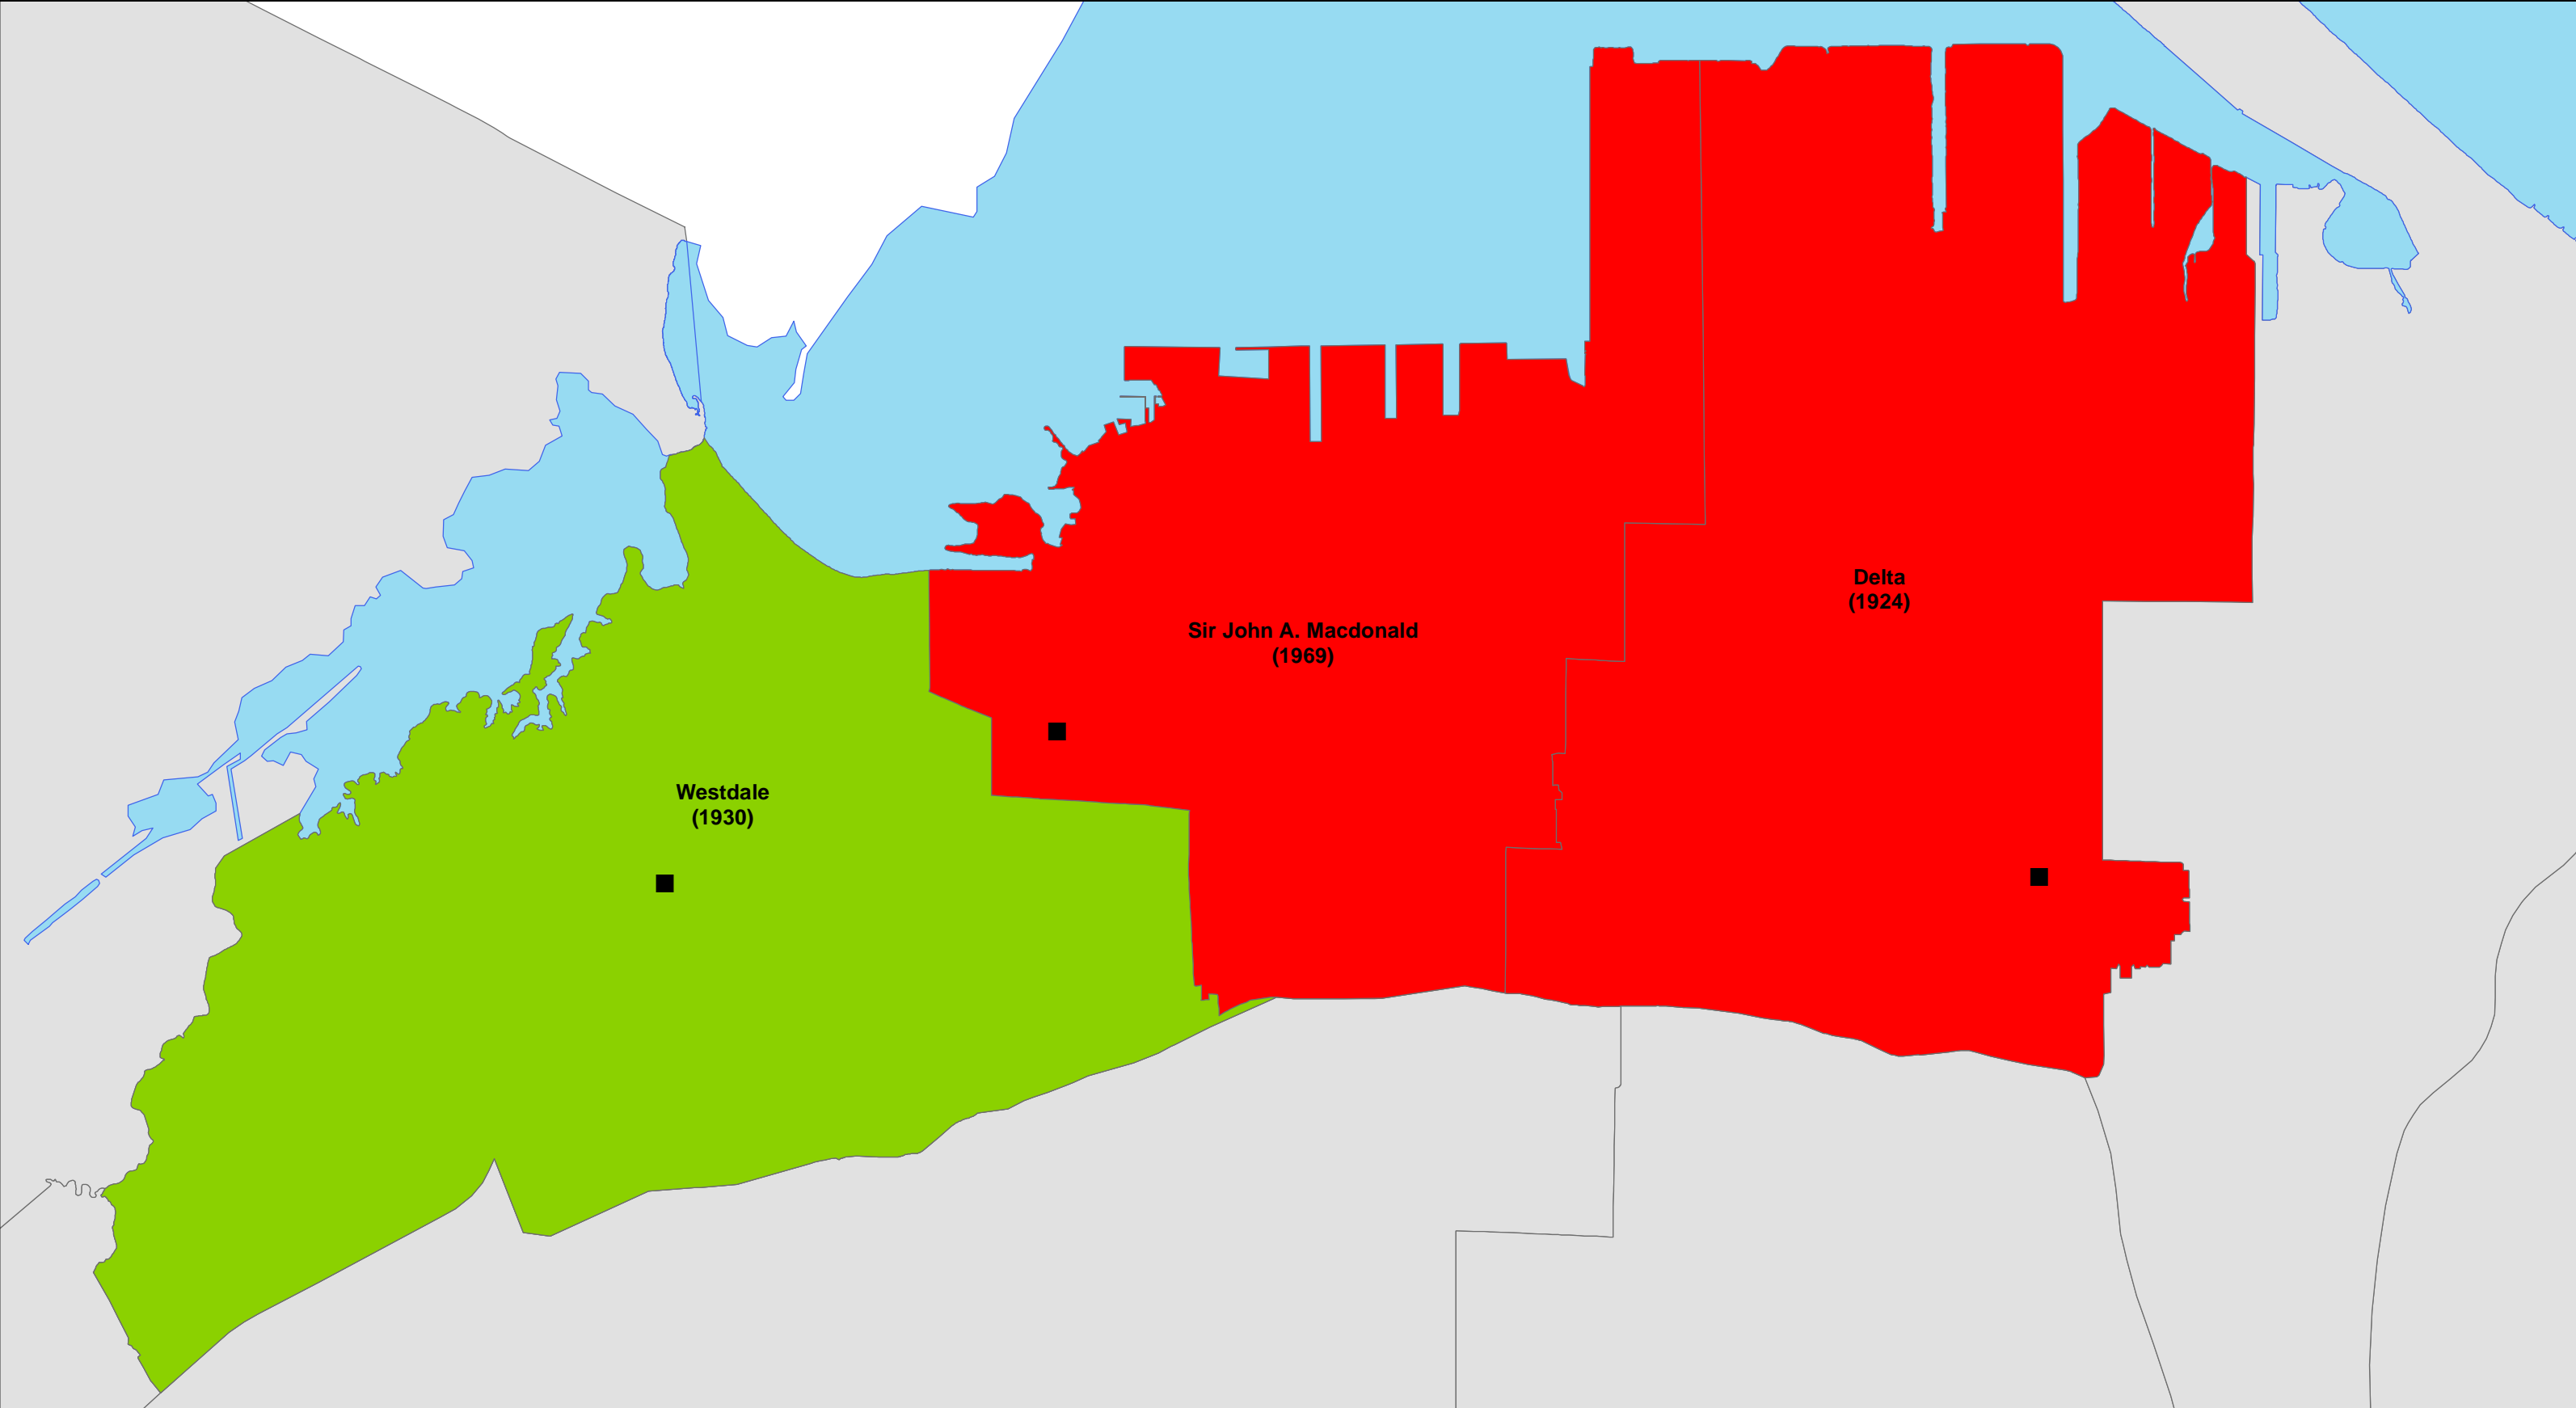 Delta
(1924)
Sir John A. Macdonald
(1969)
Westdale
(1930)